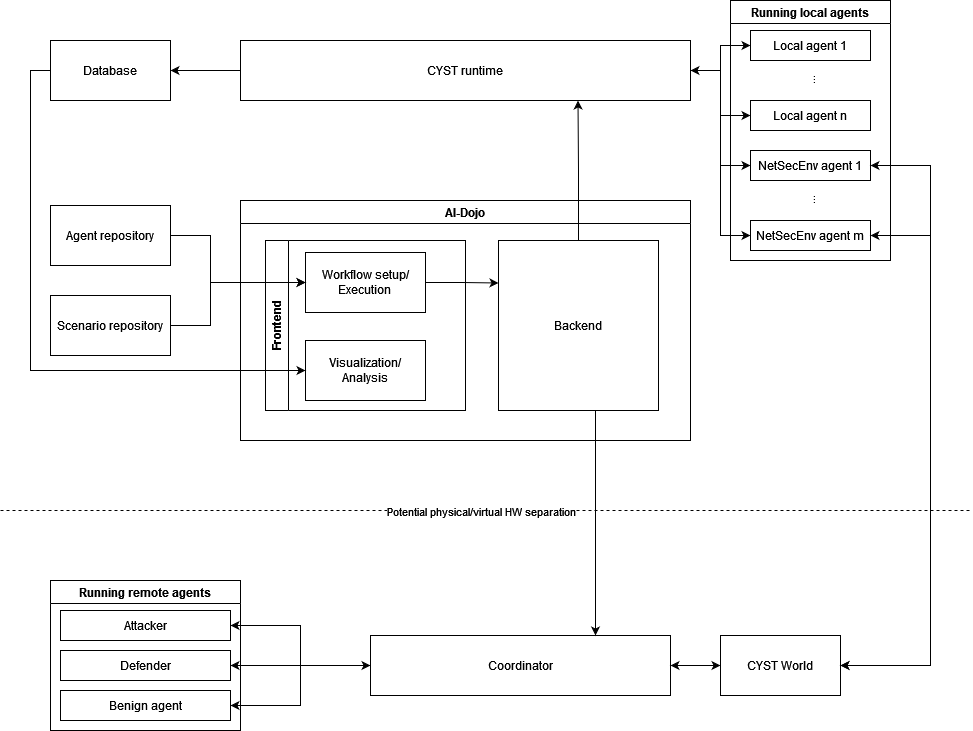 Running local agents
Database
CYST runtime
Local agent 1
...
Local agent n
NetSecEnv agent 1
...
NetSecEnv agent m
Agent repository
Scenario repository
AI-Dojo
Frontend
Workflow setup/
Execution
Visualization/
Analysis
Backend
Potential physical/virtual HW separation
Running remote agents
Attacker
Defender
Benign agent
Coordinator
CYST World